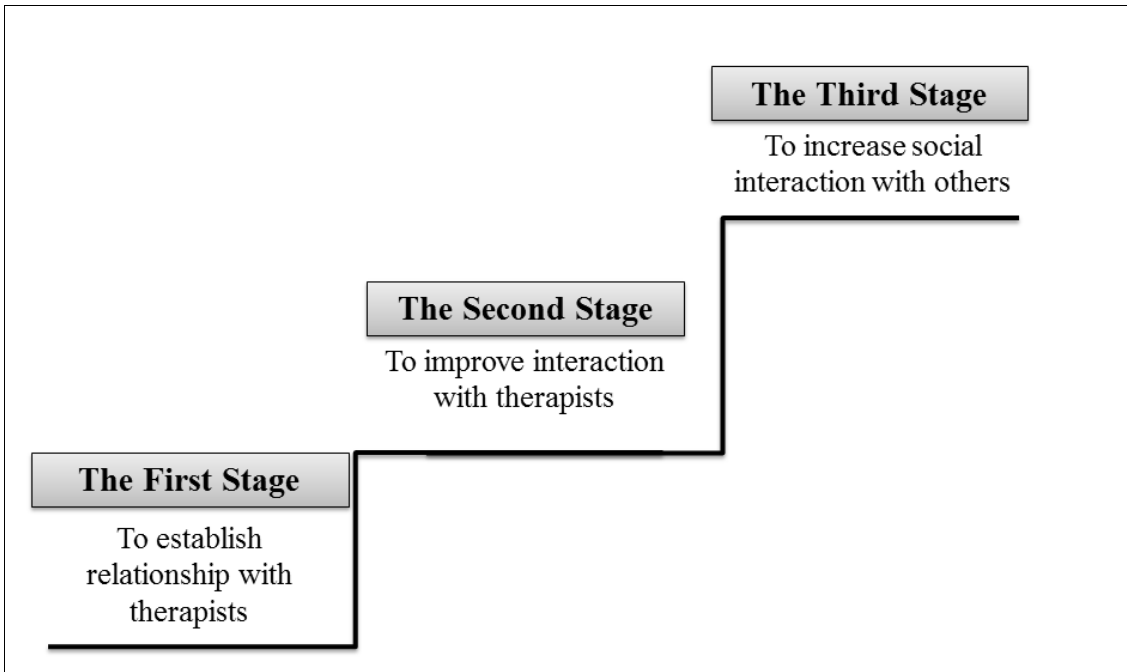 The Third Stage
To increase social
interaction with others
The Second Stage
To improve interaction
with therapists
The First Stage
To establish
relationship with
therapists